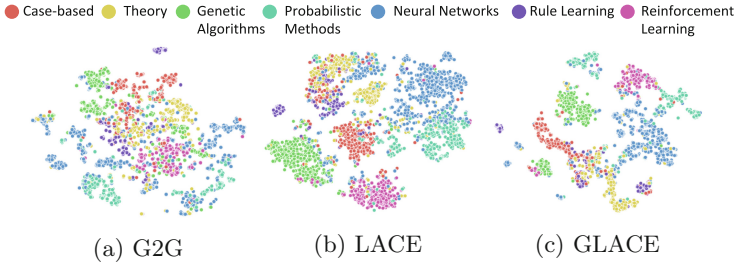 Case-based Theory Genetic Algorithms Probabilistic Methods Neural Networks Rule Learning Reinforcement Learning
(a) G2G (b) LACE (c) GLACE